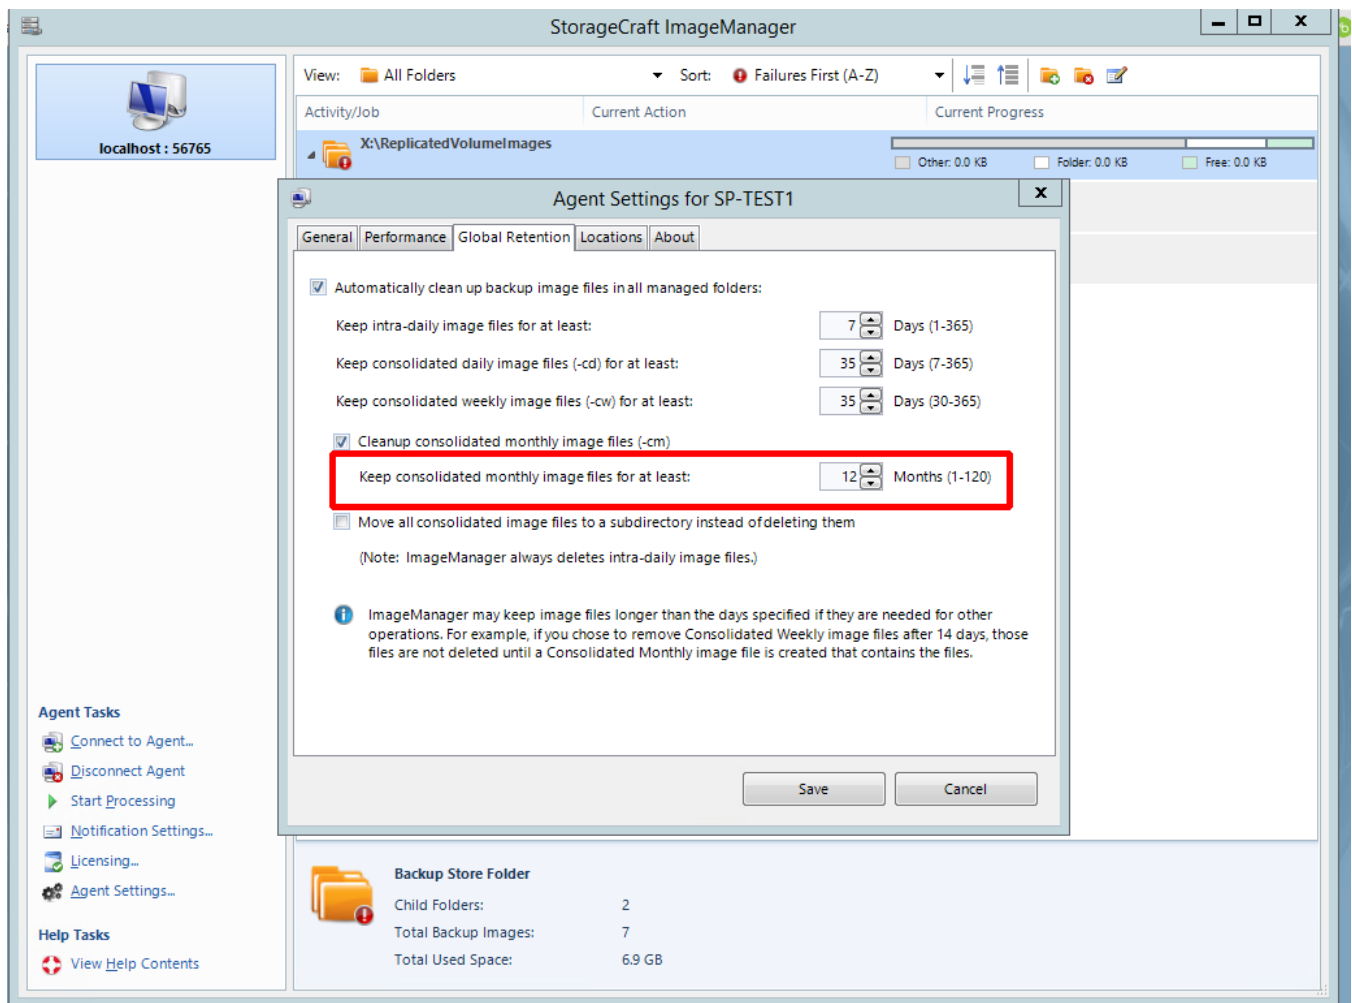 StorageCraft ImageManager
localhost : 56765
View: All Folders Sort: Failures First (A-Z)
Activity/Job Current Action Current Progress
X:\ReplicatedVolumeImages
Other: 0.0 KB Folder: 0.0 KB Free: 0.0 KB
Agent Settings for SP-TEST1
General Performance Global Retention Locations About
Automatically clean up backup image files in all managed folders:
Keep intra-daily image files for at least: 7 Days (1-365)
Keep consolidated daily image files (-cd) for at least: 35 Days (7-365)
Keep consolidated weekly image files (-cw) for at least: 35 Days (30-365)
Cleanup consolidated monthly image files (-cm)
Keep consolidated monthly image files for at least: 12 Months (1-120)
Move all consolidated image files to a subdirectory instead of deleting them
(Note: ImageManager always deletes intra-daily image files.)
ImageManager may keep image files longer than the days specified if they are needed for other
operations. For example, if you chose to remove Consolidated Weekly image files after 14 days, those
files are not deleted until a Consolidated Monthly image file is created that contains the files.
Save Cancel
Agent Tasks
Connect to Agent...
Disconnect Agent
Start Processing
Notification Settings...
Licensing...
Agent Settings...
Help Tasks
View Help Contents
Backup Store Folder
Child Folders: 2
Total Backup Images: 7
Total Used Space: 6.9 GB